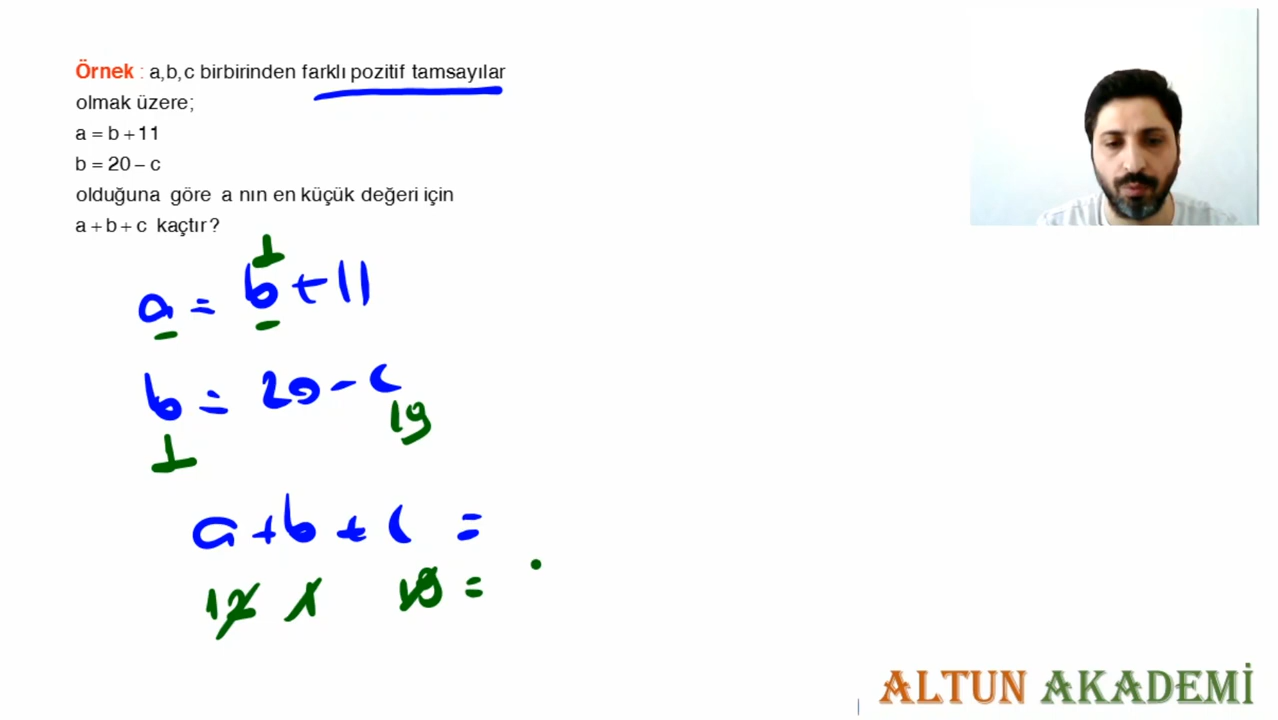 Örnek : a,b,c birbirinden farklı pozitif tamsayılar
olmak üzere;
a = b + 11
b = 20 – c
olduğuna göre a nın en küçük değeri için
a + b + c kaçtır?
1
a = b + 11
b = 20 - c
19
1
a + b + c =
12 1 19 =
ALTUN AKADEMİ